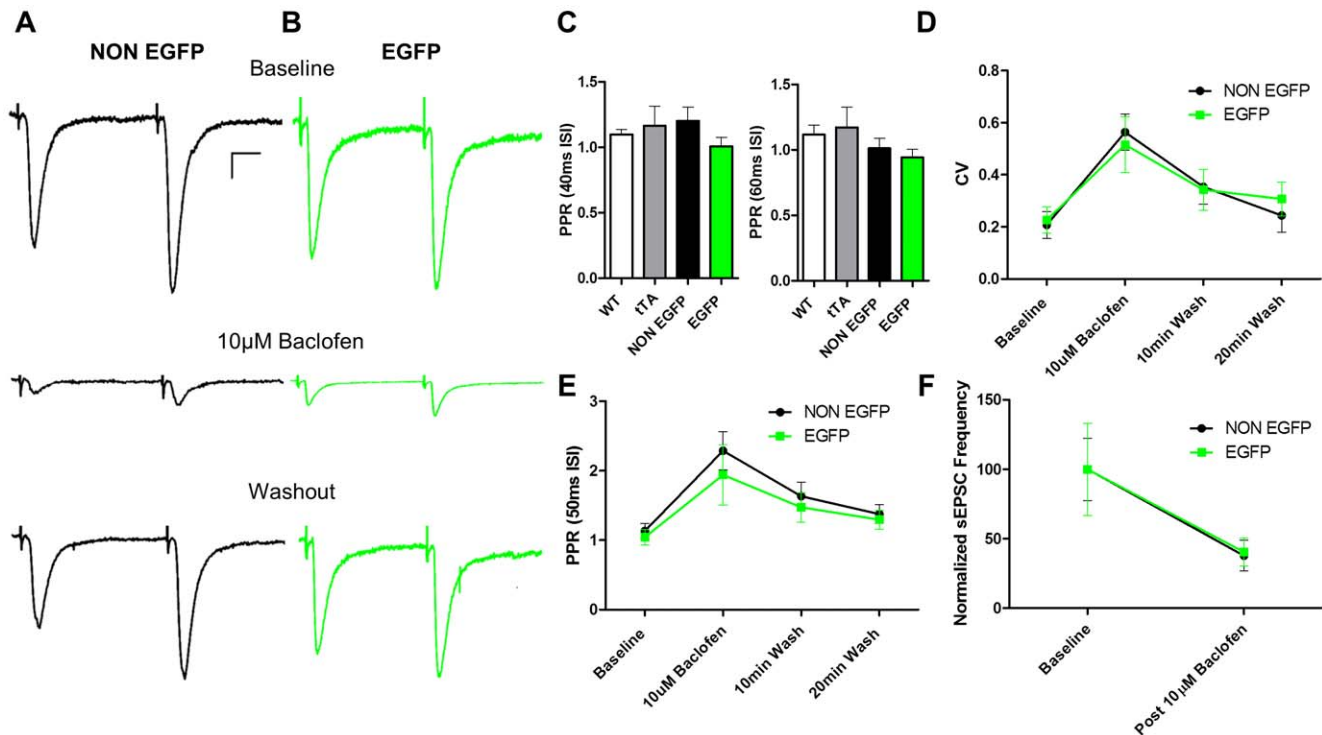 A
B
C
D
NON EGFP
EGFP
Baseline
10µM Baclofen
Washout
PPR (40ms ISI)
1.5
1.0
0.5
0.0
WT
tTA
NON EGFP
EGFP
PPR (60ms ISI)
1.5
1.0
0.5
0.0
WT
tTA
NON EGFP
EGFP
CV
0.8
0.6
0.4
0.2
0.0
NON EGFP
EGFP
Baseline
10uM Baclofen
10min Wash
20min Wash
E
PPR (50ms ISI)
3
2
1
0
NON EGFP
EGFP
Baseline
10uM Baclofen
10min Wash
20min Wash
F
Normalized sEPSC Frequency
150
100
50
0
NON EGFP
EGFP
Baseline
Post 10µM Baclofen